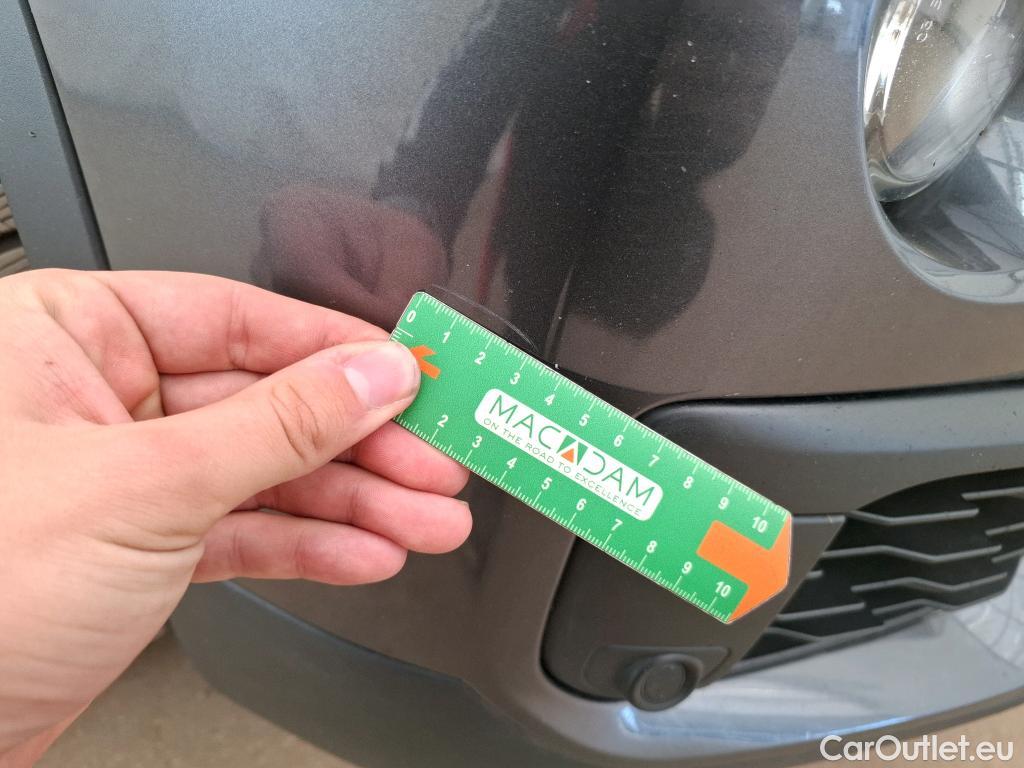 0 1 2 3 4 5 6 7 8 9 10
MACADAM
ON THE ROAD TO EXCELLENCE
2 3 4 5 6 7 8 9 10
CarOutlet.eu